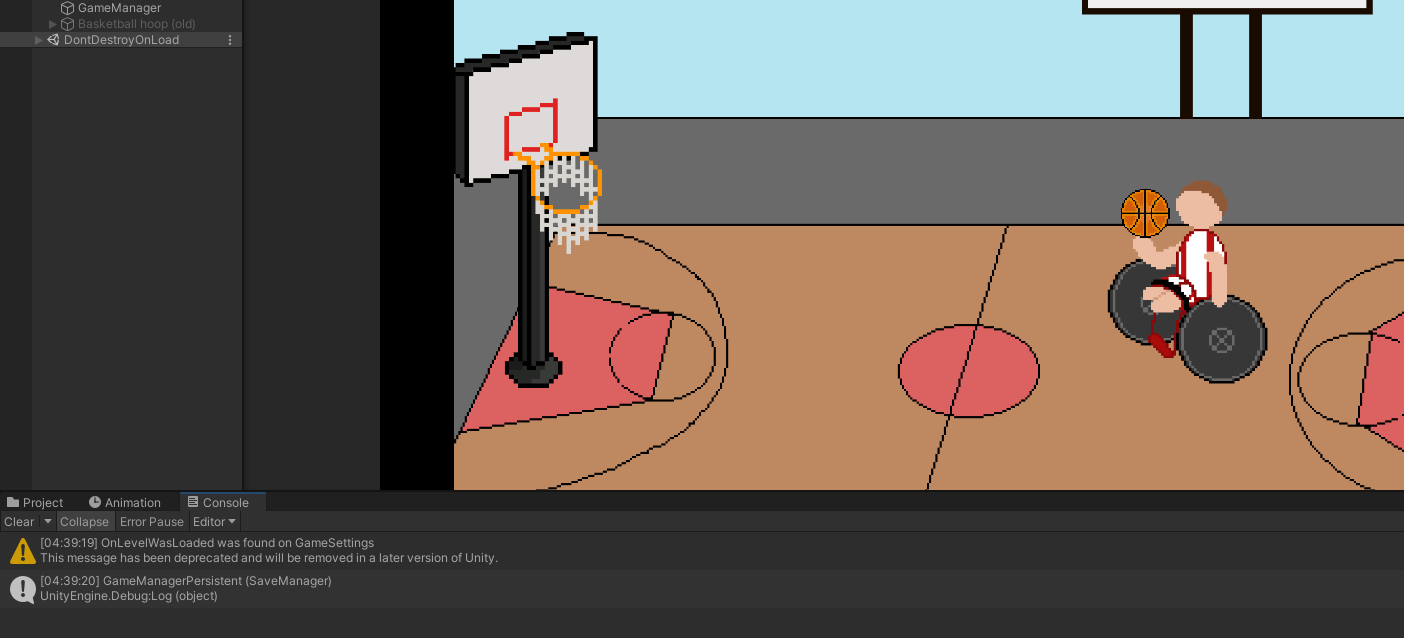 GameManager
Basketball hoop (old)
DontDestroyOnLoad
Project Animation Console
Clear Collapse Error Pause Editor
[04:39:19] OnLevelWasLoaded was found on GameSettings
This message has been deprecated and will be removed in a later version of Unity.
[04:39:20] GameManagerPersistent (SaveManager)
UnityEngine.Debug:Log (object)